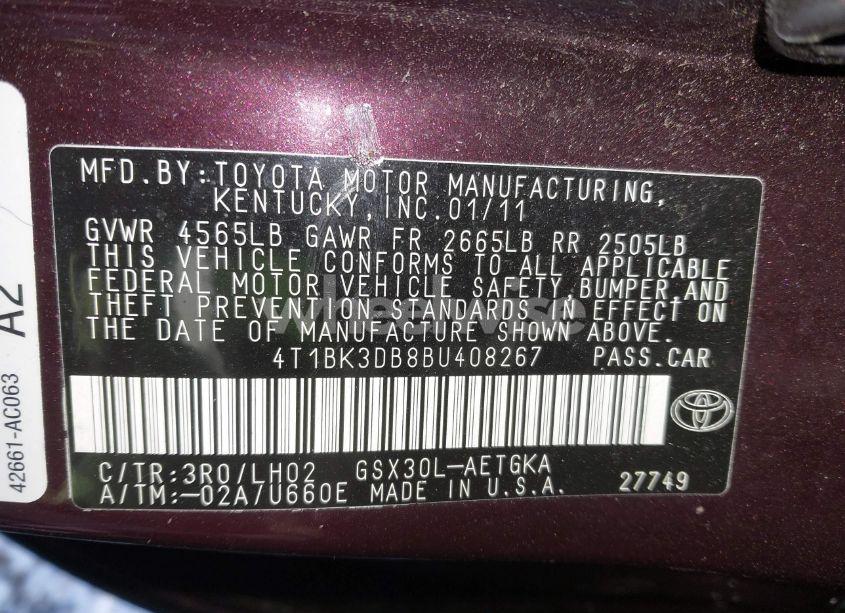 MFD.BY:TOYOTA MOTOR MANUFACTURING,
KENTUCKY,INC.01/11
GVWR 4565LB GAWR FR 2665LB RR 2505LB
THIS VEHICLE CONFORMS TO ALL APPLICABLE
FEDERAL MOTOR VEHICLE SAFETY,BUMPER,AND
THEFT PREVENTION STANDARDS IN EFFECT ON
THE DATE OF MANUFACTURE SHOWN ABOVE.
4T1BK3DB8BU408267 PASS.CAR
C/TR:3R0/LH02 GSX30L-AETGKA
A/TM:-02A/U660E MADE IN U.S.A. 27749
42661-AC063
A2
wheelwise